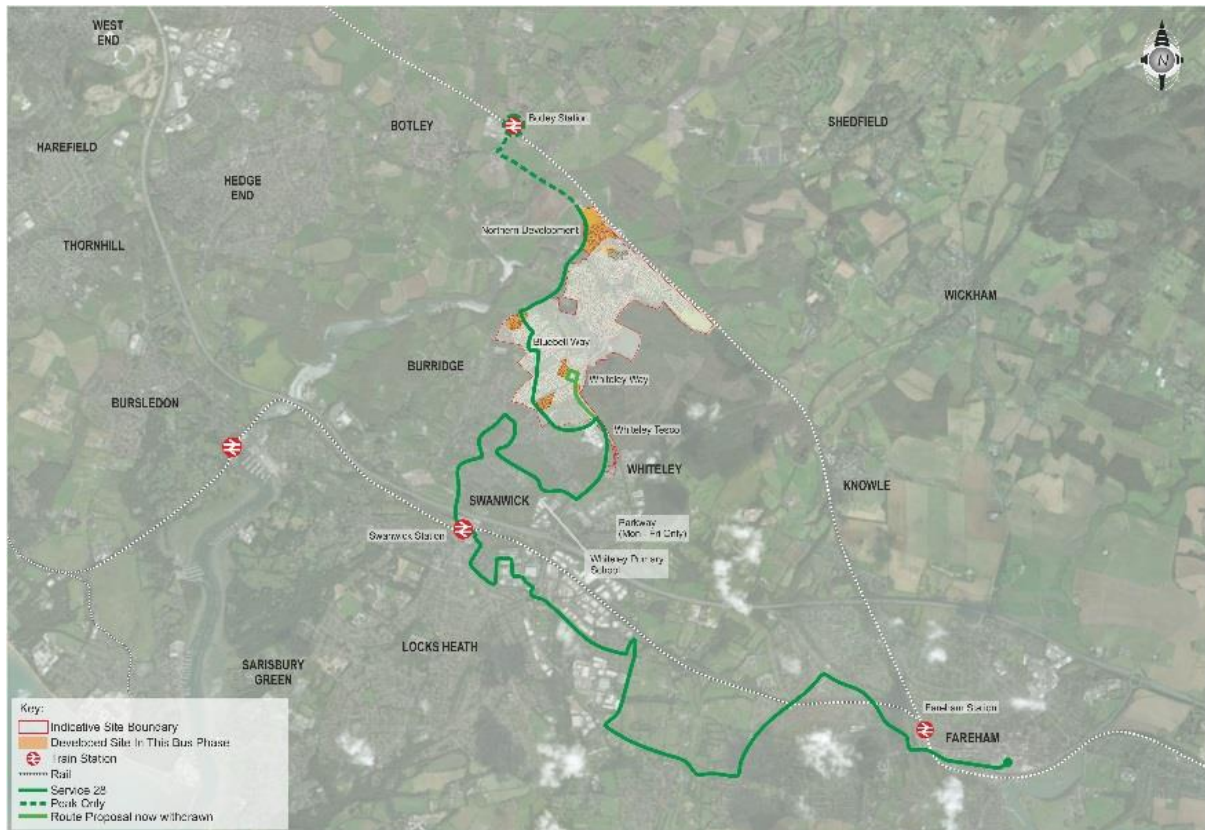 WEST
END
N
Botley Station
BOTLEY
SHEDFIELD
HAREFIELD
HEDGE
END
THORNHILL
Northern Development
WICKHAM
Bluebell Way
BURRIDGE
Whiteley Way
BURSLEDON
Whiteley Tesco
WHITELEY
KNOWLE
SWANWICK
Parkway
(Mon - Fri Only)
Swanwick Station
Whiteley Primary
School
LOCKS HEATH
SARISBURY
GREEN
Fareham Station
FAREHAM
Key:
Indicative Site Boundary
Developed Site In This Bus Phase
Train Station
Rail
Service 28
Peak Only
Route Proposal now withdrawn